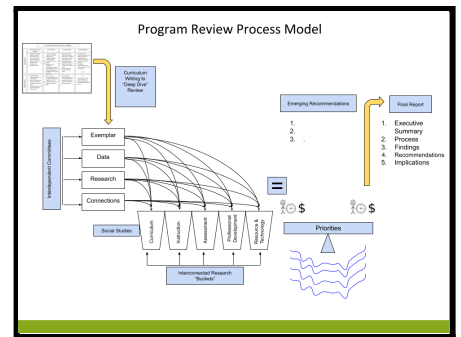 Program Review Process Model
Curriculum
Writing to
"Deep Dive"
Review
Emerging Recommendations
1.
2.
3. .
Final Report
1. Executive
Summary
2. Process
3. Findings
4. Recommendations
5. Implications
Interdependent Committees
Exemplar
Data
Research
Connections
=
$
$
Social Studies
Curriculum
Instruction
Assessment
Professional
Development
Resource &
Technology
Priorities
Interconnected Research
"Buckets"